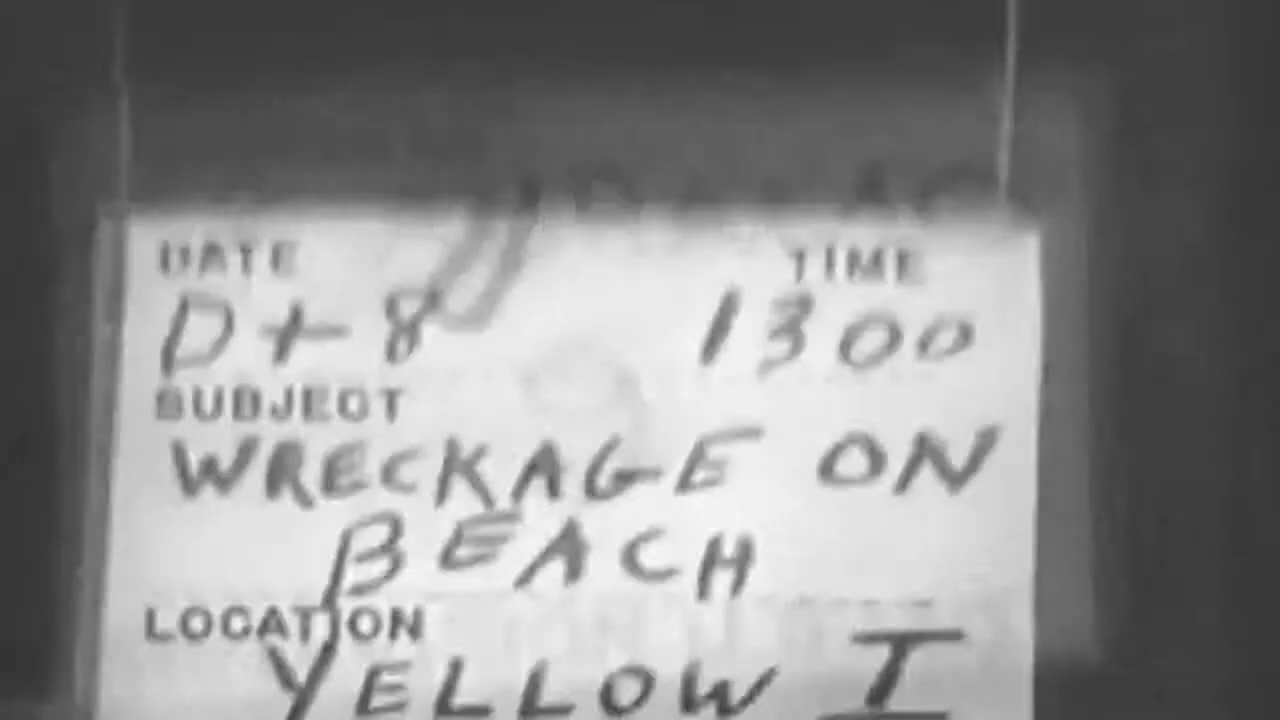 DATE TIME
D+8 1300
SUBJECT
WRECKAGE ON
BEACH
LOCATION
YELLOW I